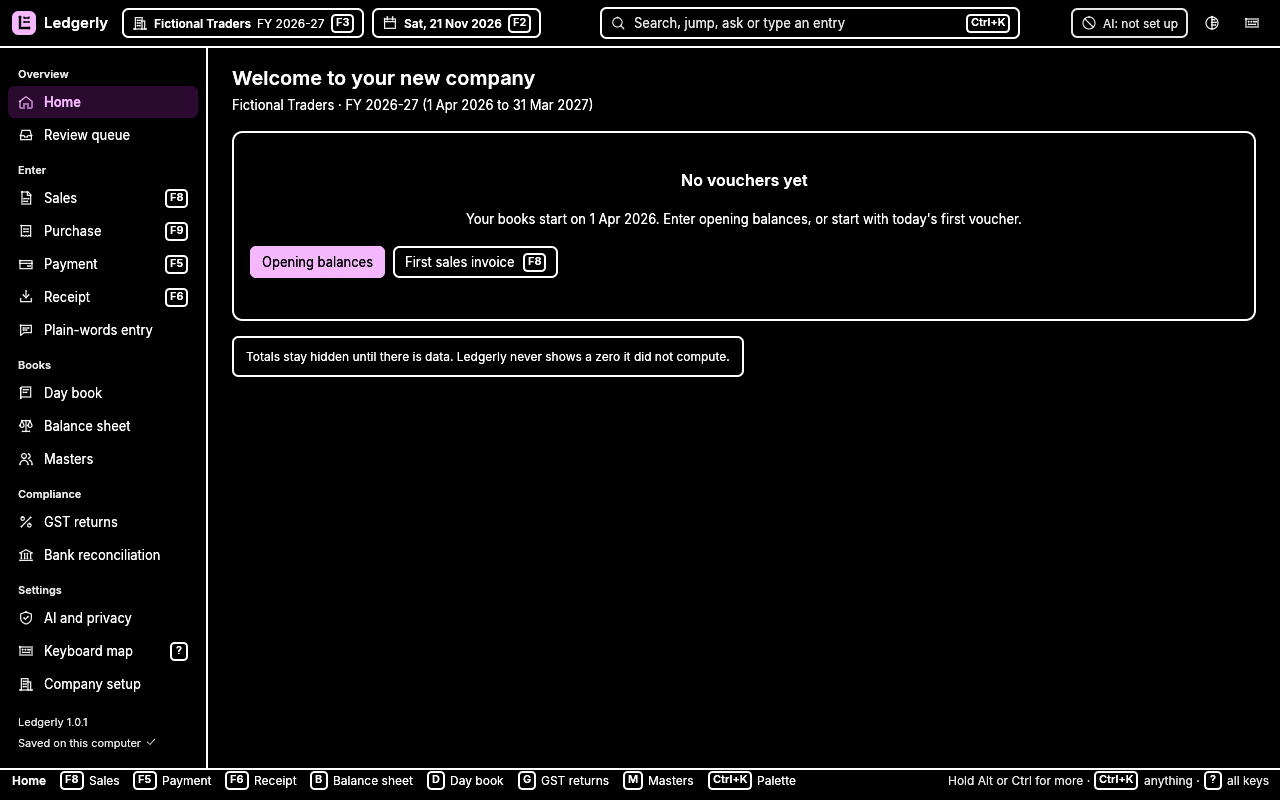 Ledgerly
Fictional Traders FY 2026-27 F3
Sat, 21 Nov 2026 F2
Search, jump, ask or type an entry Ctrl+K
AI: not set up
Overview
Home
Review queue
Enter
Sales F8
Purchase F9
Payment F5
Receipt F6
Plain-words entry
Books
Day book
Balance sheet
Masters
Compliance
GST returns
Bank reconciliation
Settings
AI and privacy
Keyboard map ?
Company setup
Ledgerly 1.0.1
Saved on this computer
Welcome to your new company
Fictional Traders · FY 2026-27 (1 Apr 2026 to 31 Mar 2027)
No vouchers yet
Your books start on 1 Apr 2026. Enter opening balances, or start with today's first voucher.
Opening balances
First sales invoice F8
Totals stay hidden until there is data. Ledgerly never shows a zero it did not compute.
Home F8 Sales F5 Payment F6 Receipt B Balance sheet D Day book G GST returns M Masters Ctrl+K Palette
Hold Alt or Ctrl for more · Ctrl+K anything · ? all keys